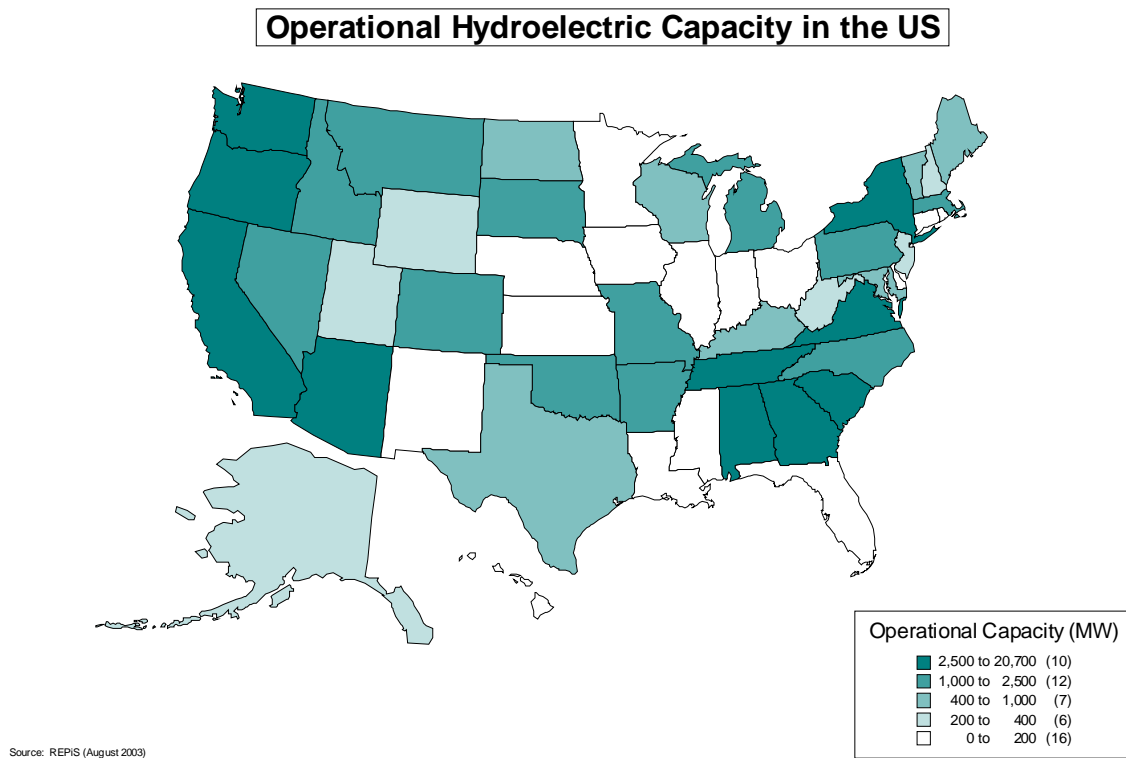 Operational Hydroelectric Capacity in the US
Operational Capacity (MW)
2,500 to 20,700 (10)
1,000 to 2,500 (12)
400 to 1,000 (7)
200 to 400 (6)
0 to 200 (16)
Source: REPiS (August 2003)